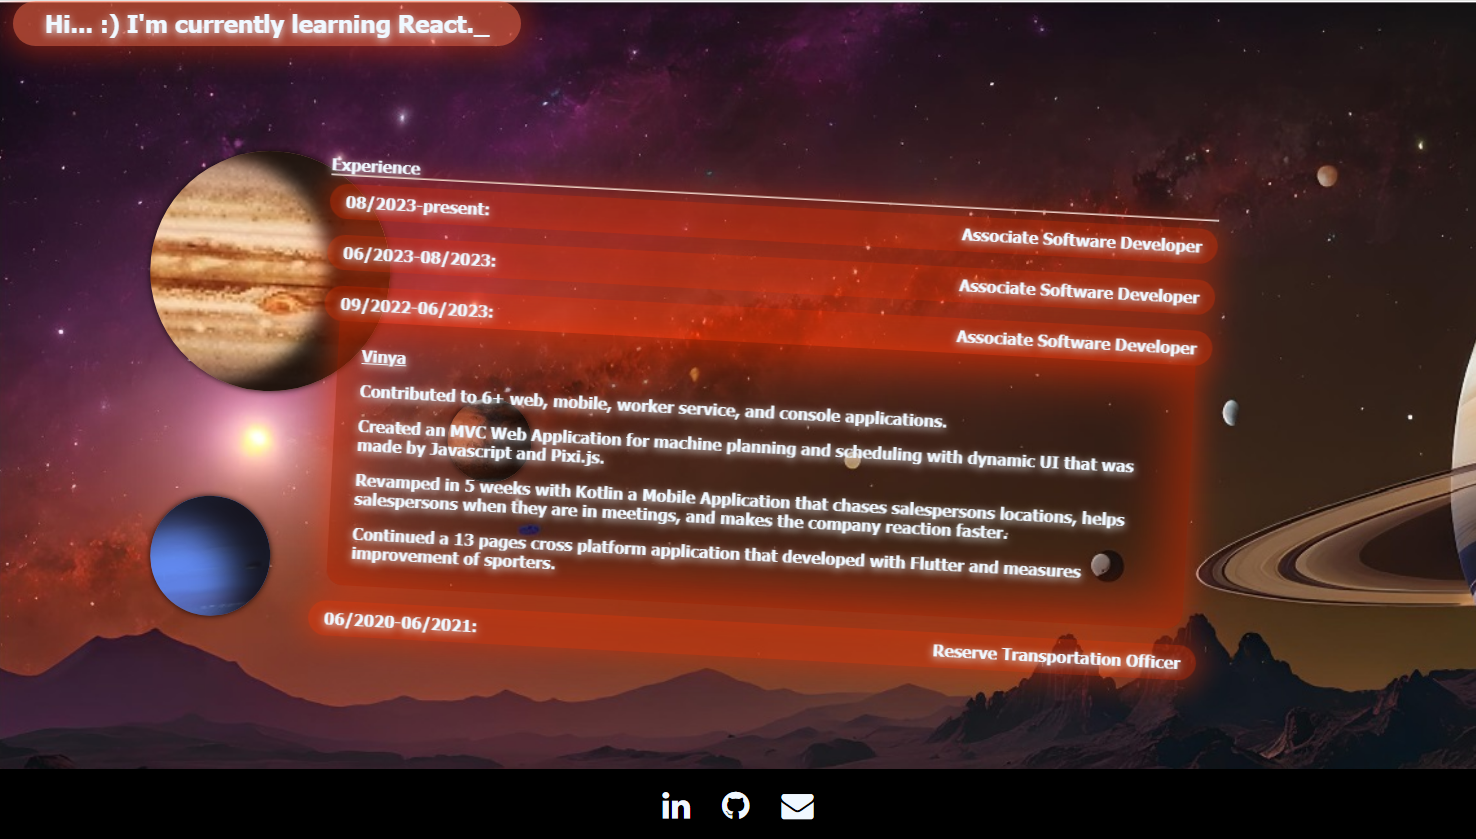 Hi... :) I'm currently learning React._
Experience
08/2023-present:
Associate Software Developer
06/2023-08/2023:
Associate Software Developer
09/2022-06/2023:
Associate Software Developer
Vinya
Contributed to 6+ web, mobile, worker service, and console applications.
Created an MVC Web Application for machine planning and scheduling with dynamic UI that was
made by Javascript and Pixi.js.
Revamped in 5 weeks with Kotlin a Mobile Application that chases salespersons locations, helps
salespersons when they are in meetings, and makes the company reaction faster.
Continued a 13 pages cross platform application that developed with Flutter and measures
improvement of sporters.
06/2020-06/2021:
Reserve Transportation Officer
in